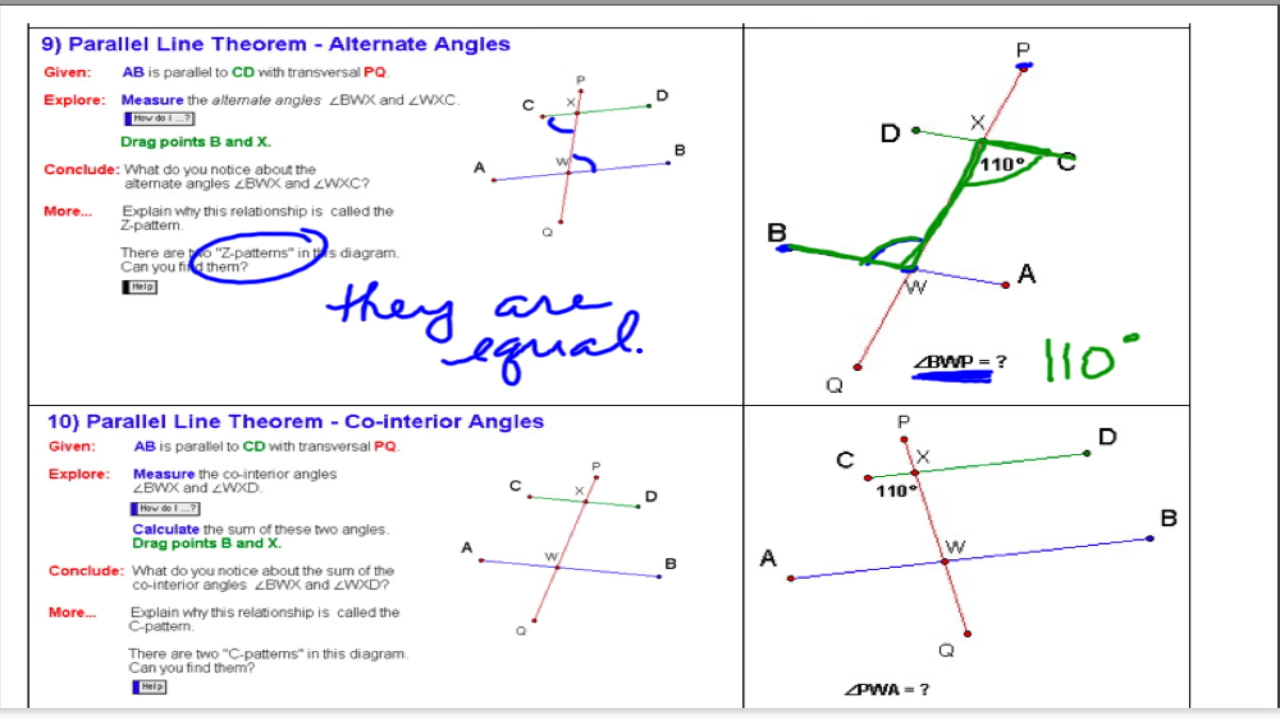 9) Parallel Line Theorem - Alternate Angles
Given: AB is parallel to CD with transversal PQ.
Explore: Measure the alternate angles ∠BWX and ∠WXC.
How do I ...?
Drag points B and X.
Conclude: What do you notice about the
alternate angles ∠BWX and ∠WXC?
More... Explain why this relationship is called the
Z-pattern.
There are two "Z-patterns" in this diagram.
Can you find them?
Help
they are
equal.
P
C X D
A W B
Q
P
D X
110° C
B
W A
Q
∠BWP = ? 110°
10) Parallel Line Theorem - Co-interior Angles
Given: AB is parallel to CD with transversal PQ.
Explore: Measure the co-interior angles
∠BWX and ∠WXD.
How do I ...?
Calculate the sum of these two angles.
Drag points B and X.
Conclude: What do you notice about the sum of the
co-interior angles ∠BWX and ∠WXD?
More... Explain why this relationship is called the
C-pattern.
There are two "C-patterns" in this diagram.
Can you find them?
Help
P
C X D
A W B
Q
P
C X D
110°
A W B
Q
∠PWA = ?